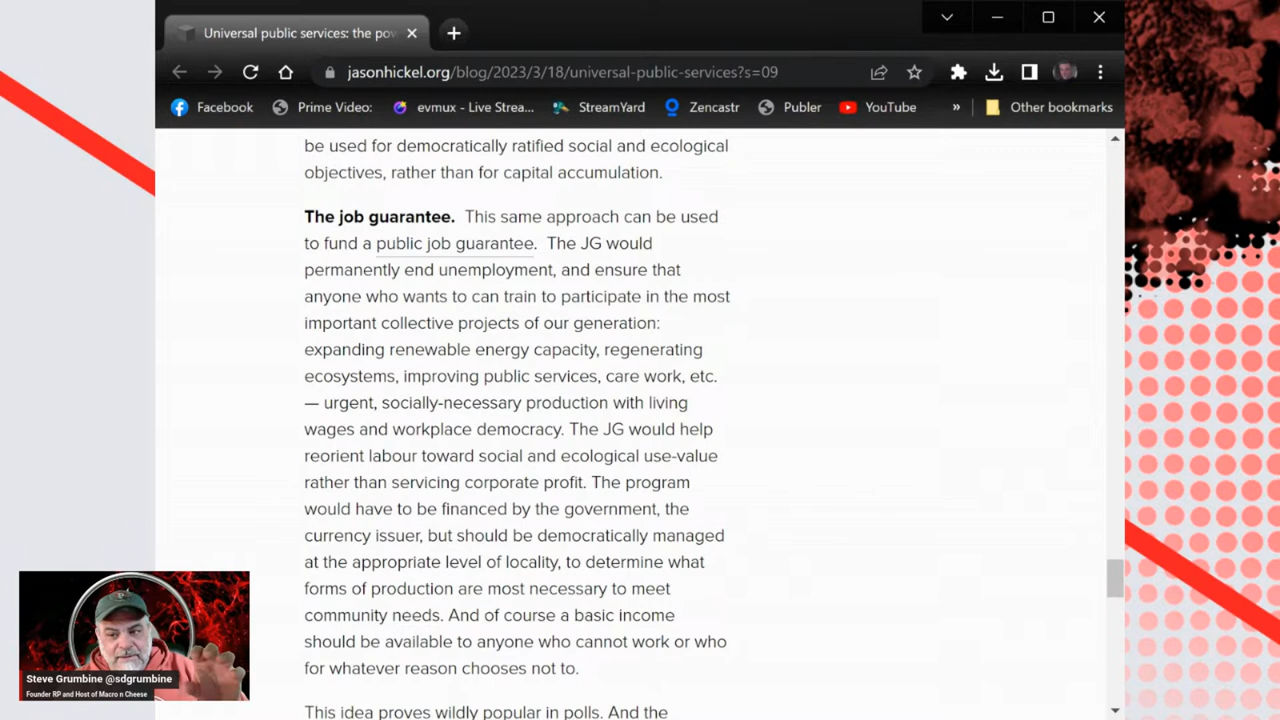 Universal public services: the pow
jasonhickel.org/blog/2023/3/18/universal-public-services?s=09
Facebook
Prime Video:
evmux - Live Strea...
StreamYard
Zencastr
Publer
YouTube
»
Other bookmarks
be used for democratically ratified social and ecological
objectives, rather than for capital accumulation.
The job guarantee. This same approach can be used
to fund a public job guarantee. The JG would
permanently end unemployment, and ensure that
anyone who wants to can train to participate in the most
important collective projects of our generation:
expanding renewable energy capacity, regenerating
ecosystems, improving public services, care work, etc.
— urgent, socially-necessary production with living
wages and workplace democracy. The JG would help
reorient labour toward social and ecological use-value
rather than servicing corporate profit. The program
would have to be financed by the government, the
currency issuer, but should be democratically managed
at the appropriate level of locality, to determine what
forms of production are most necessary to meet
community needs. And of course a basic income
should be available to anyone who cannot work or who
for whatever reason chooses not to.
This idea proves wildly popular in polls. And the
Steve Grumbine @sdgrumbine
Founder RP and Host of Macro n Cheese